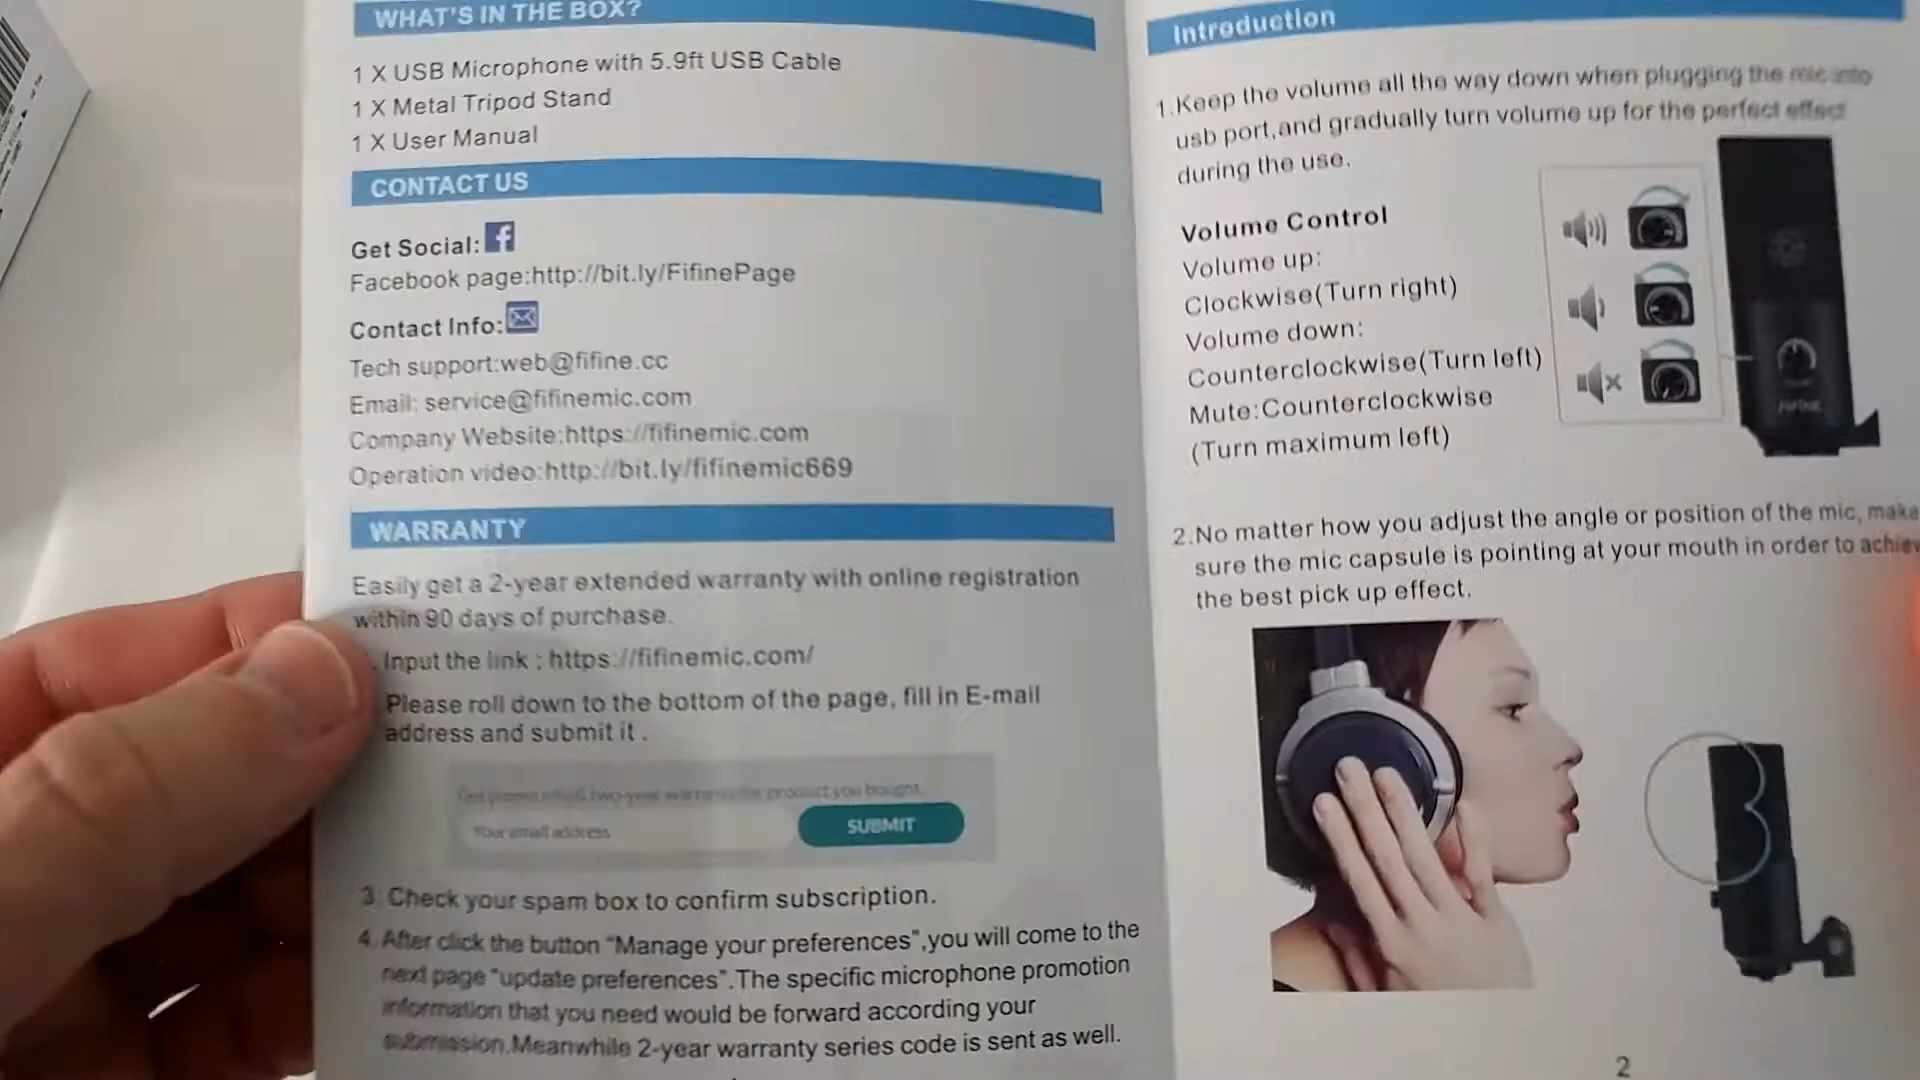 WHAT'S IN THE BOX?
1 X USB Microphone with 5.9ft USB Cable
1 X Metal Tripod Stand
1 X User Manual
CONTACT US
Get Social:
Facebook page:http://bit.ly/FifinePage
Contact Info:
Tech support:web@fifine.cc
Email: service@fifinemic.com
Company Website:https://fifinemic.com
Operation video:http://bit.ly/fifinemic669
WARRANTY
Easily get a 2-year extended warranty with online registration
within 90 days of purchase.
Input the link : https://fifinemic.com/
Please roll down to the bottom of the page, fill in E-mail
address and submit it .
two-year product you bought.
Your email address
SUBMIT
3. Check your spam box to confirm subscription.
4. After click the button "Manage your preferences",you will come to the
next page "update preferences".The specific microphone promotion
information that you need would be forward according your
submission.Meanwhile 2-year warranty series code is sent as well.
Introduction
1.Keep the volume all the way down when plugging the mic into
usb port,and gradually turn volume up for the perfect effect
during the use.
Volume Control
Volume up:
Clockwise(Turn right)
Volume down:
Counterclockwise(Turn left)
Mute:Counterclockwise
(Turn maximum left)
2.No matter how you adjust the angle or position of the mic, make
sure the mic capsule is pointing at your mouth in order to achiev
the best pick up effect.
2